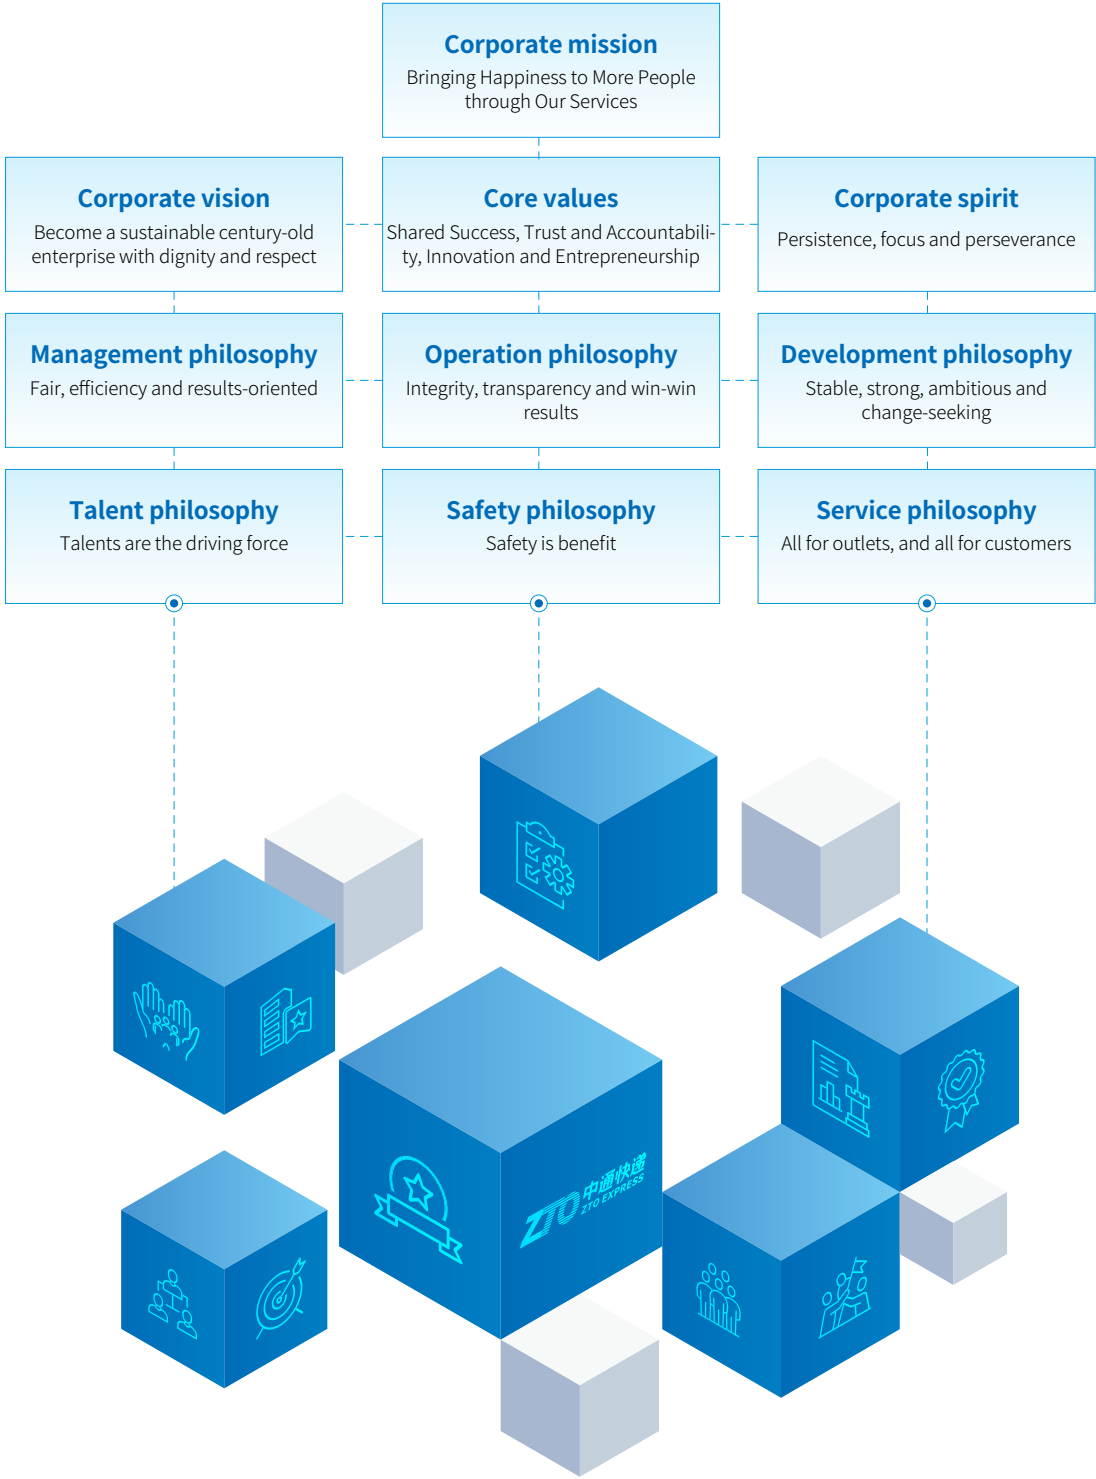 Corporate mission
Bringing Happiness to More People
through Our Services
Corporate vision
Become a sustainable century-old
enterprise with dignity and respect
Core values
Shared Success, Trust and Accountabili-
ty, Innovation and Entrepreneurship
Corporate spirit
Persistence, focus and perseverance
Management philosophy
Fair, efficiency and results-oriented
Operation philosophy
Integrity, transparency and win-win
results
Development philosophy
Stable, strong, ambitious and
change-seeking
Talent philosophy
Talents are the driving force
Safety philosophy
Safety is benefit
Service philosophy
All for outlets, and all for customers
ZTO 中通快递
ZTO EXPRESS